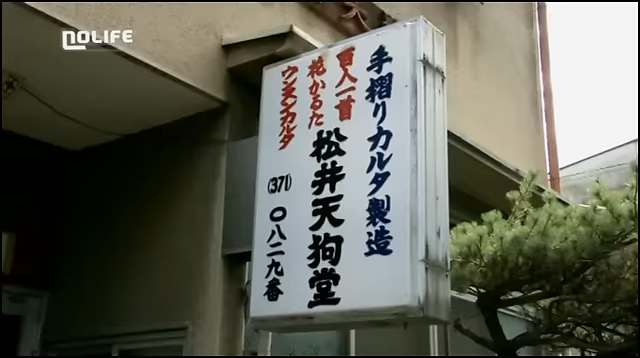 NOLIFE
手摺りカルタ製造
百人一首
花かるた
ウンスンカルタ
松井天狗堂
(371)〇八二九番